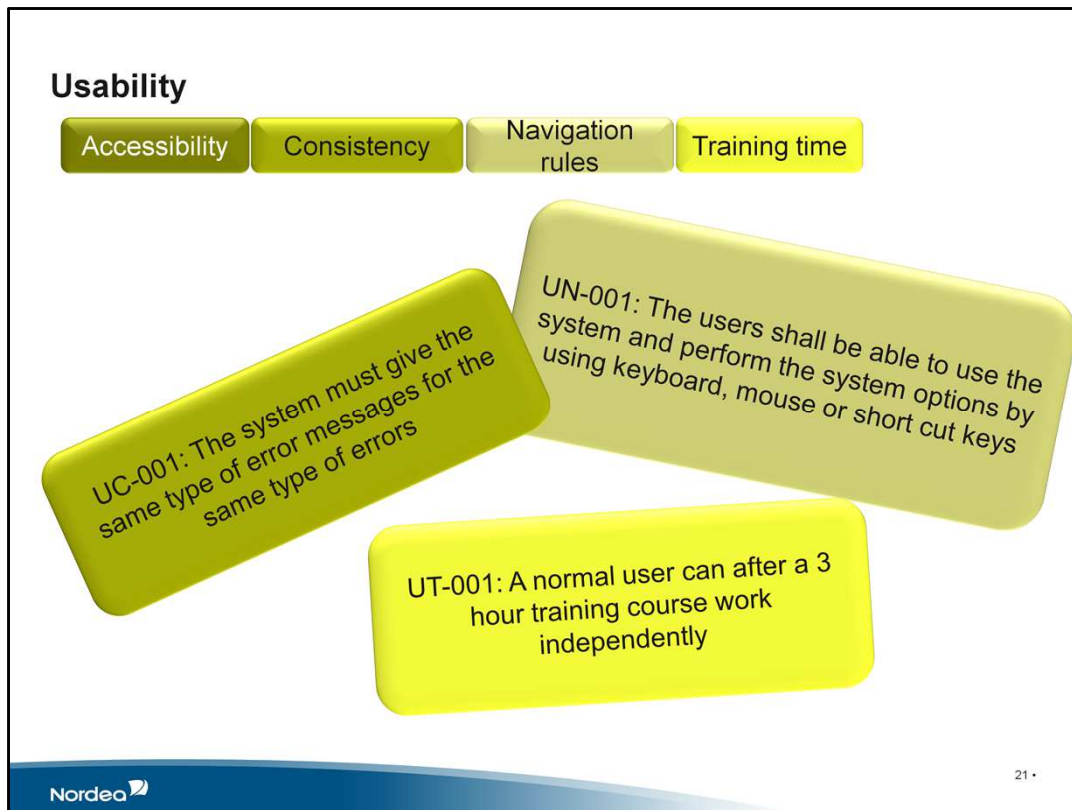 Usability
Accessibility
Consistency
Navigation
rules
Training time
UN-001: The users shall be able to use the
system and perform the system options by
using keyboard, mouse or short cut keys
UC-001: The system must give the
same type of error messages for the
same type of errors
UT-001: A normal user can after a 3
hour training course work
independently
Nordea
21 •